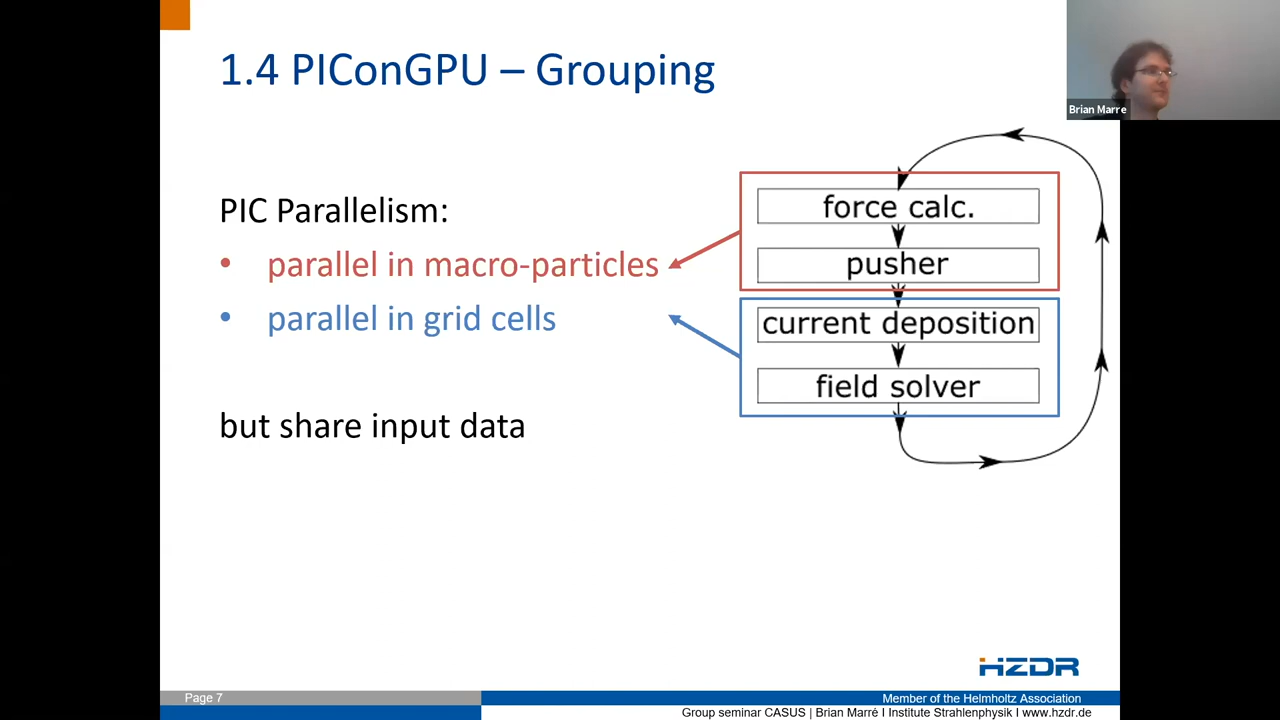 1.4 PIConGPU – Grouping
Brian Marre
PIC Parallelism:
• parallel in macro-particles
• parallel in grid cells
but share input data
force calc.
pusher
current deposition
field solver
HZDR
Page 7
Member of the Helmholtz Association
Group seminar CASUS | Brian Marré I Institute Strahlenphysik I www.hzdr.de